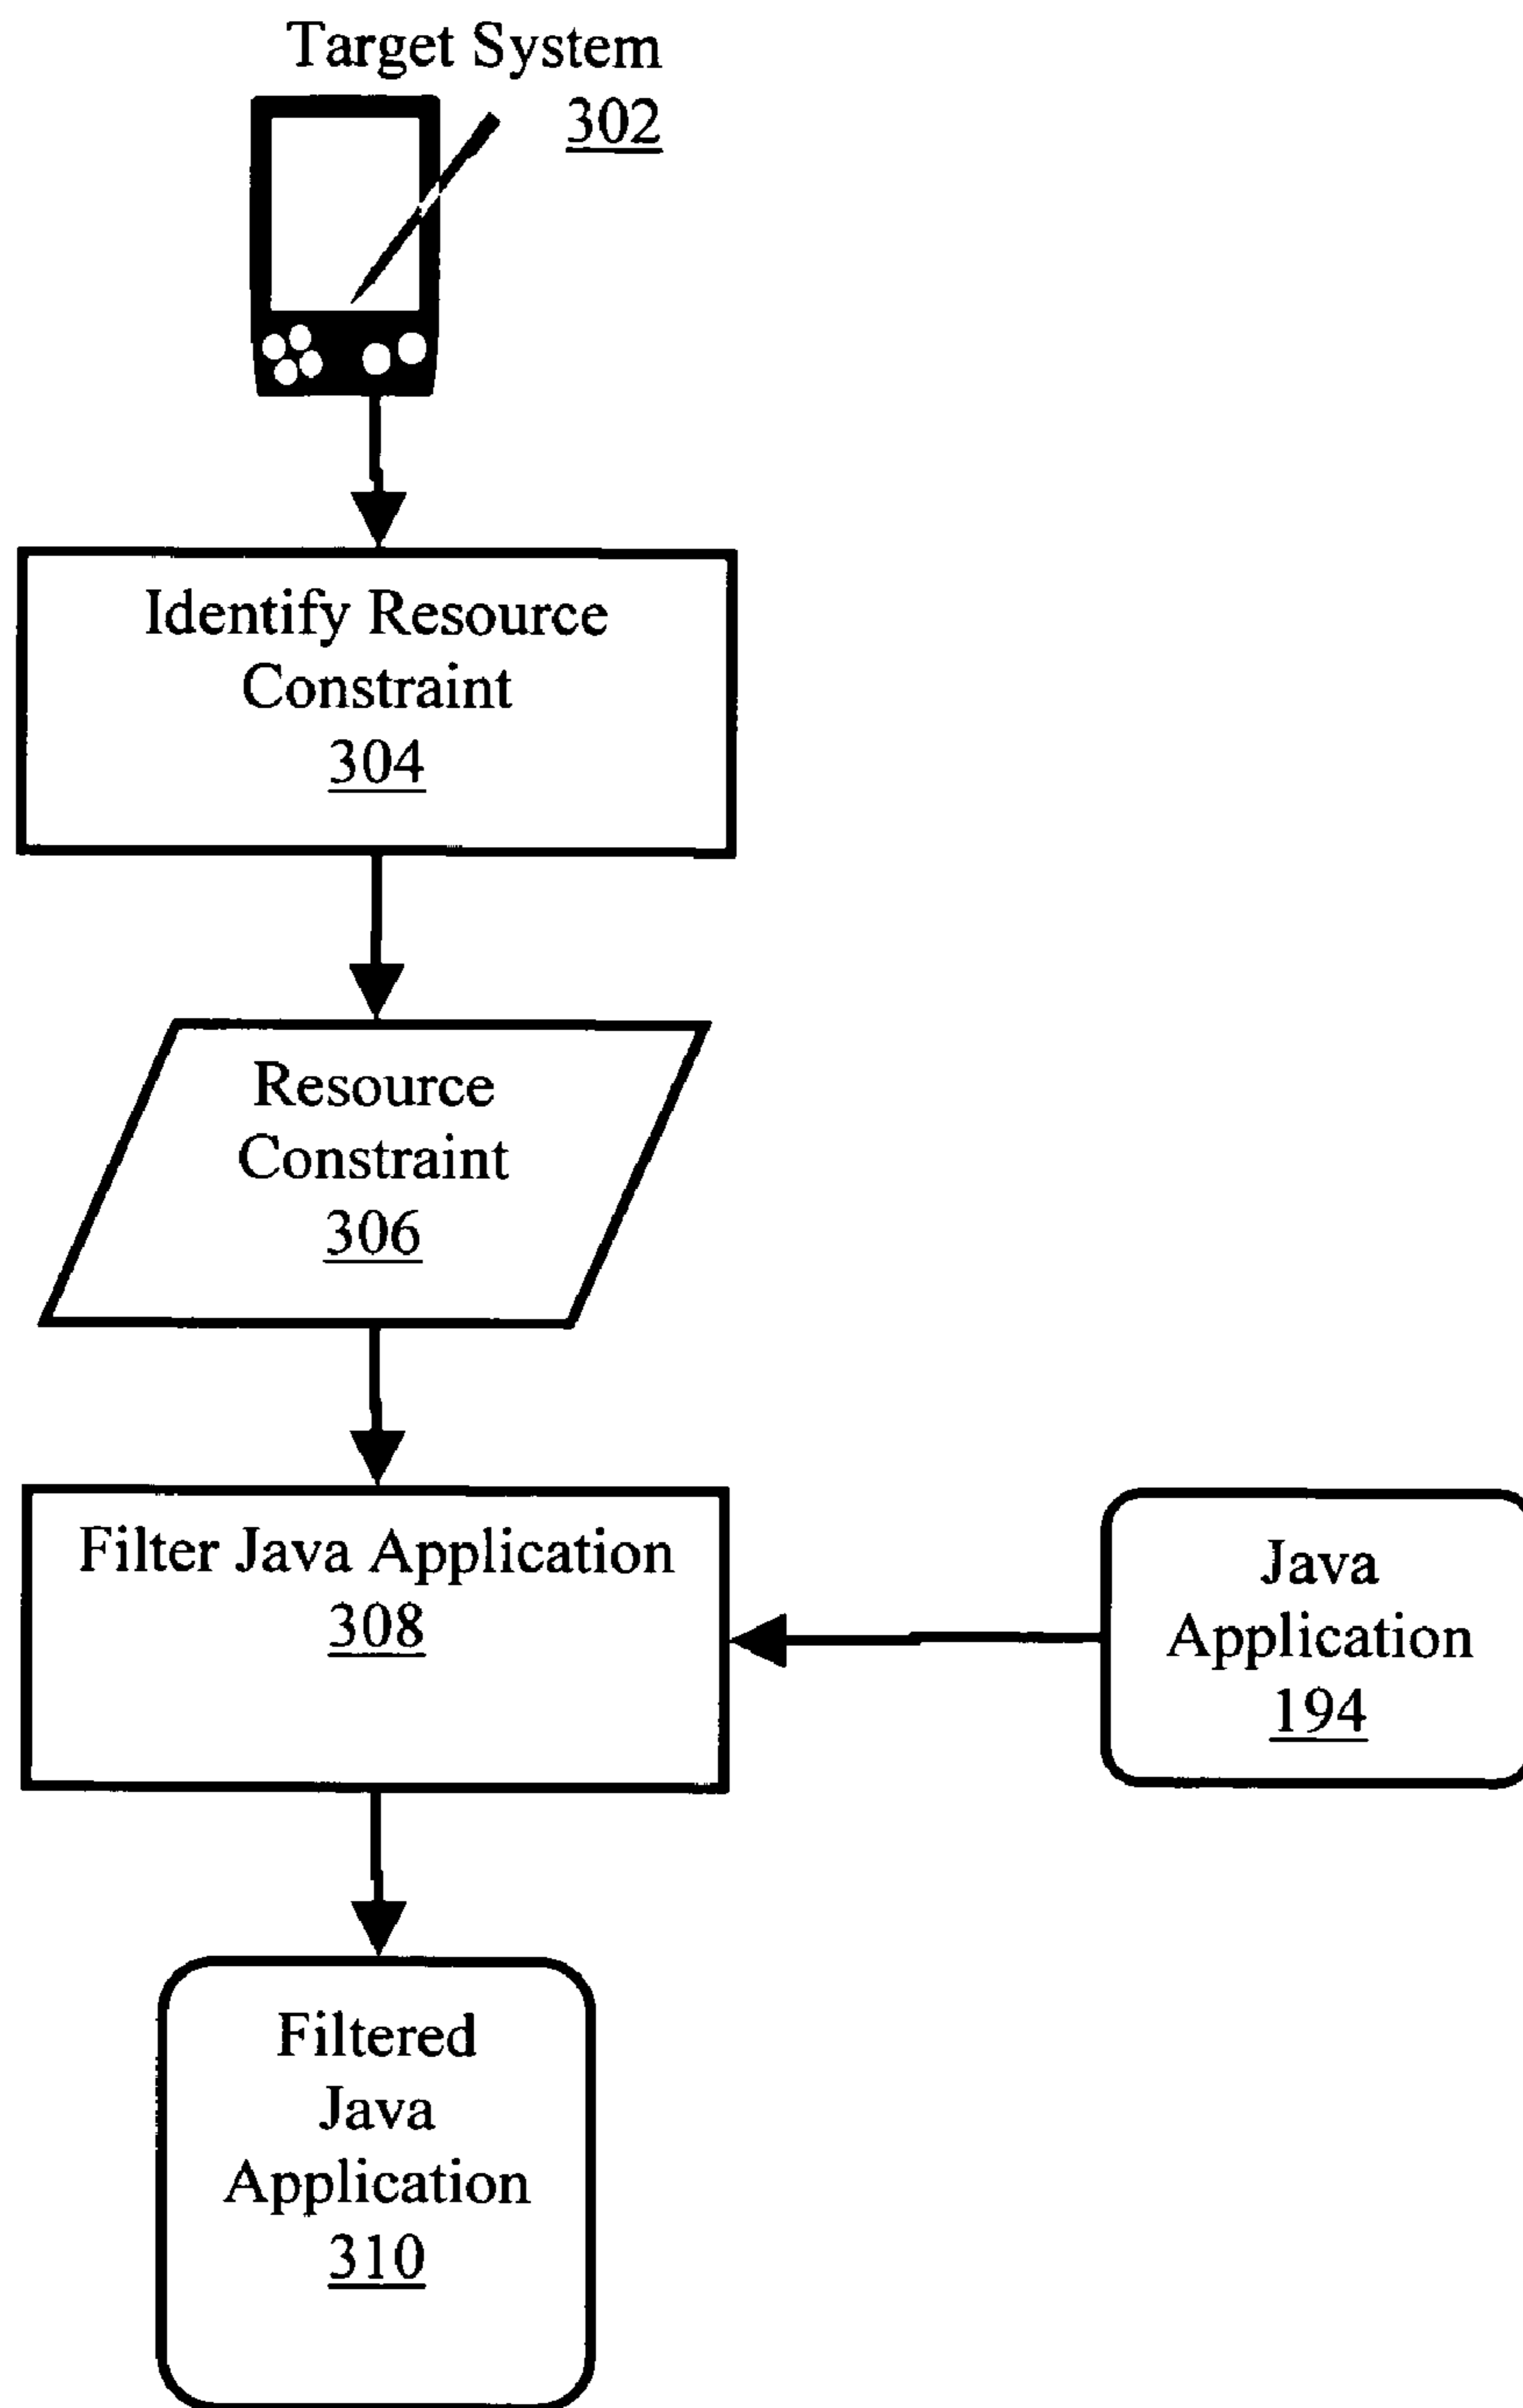 Target System
302
Identify Resource
Constraint
304
Resource
Constraint
306
Filter Java Application
308
Java
Application
194
Filtered
Java
Application
310